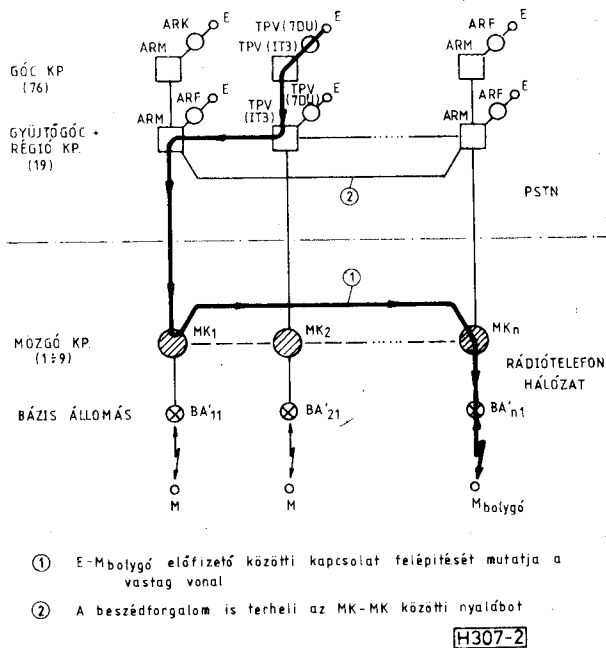 E
E
E
ARK
TPV (7DU)
ARF
ARM
TPV (IT3)
ARM
GÓC KP
(76)
E
TPV
(7DU)
E
E
ARF
TPV
(IT3)
ARF
ARM
ARM
GYŰJTŐGÓC +
RÉGIÓ KP.
(19)
2
PSTN
1
MOZGÓ KP.
(1÷9)
MK1
MK2
MKn
RÁDIÓTELEFON
HÁLÓZAT
BÁZIS ÁLLOMÁS
BA'11
BA'21
BA'n1
M
M
Mbolygó
1 E-Mbolygó előfizető közötti kapcsolat felépitését mutatja a
vastag vonal
2 A beszédforgalom is terheli az MK-MK közötti nyalábot
H307-2